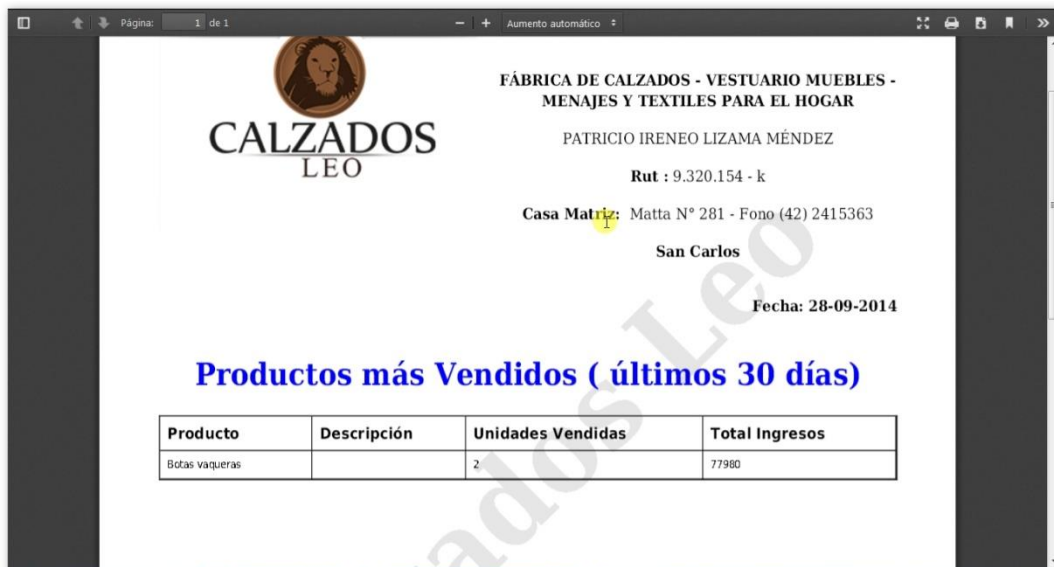 Página: 1 de 1 Aumento automático
CALZADOS
LEO
FÁBRICA DE CALZADOS - VESTUARIO MUEBLES -
MENAJES Y TEXTILES PARA EL HOGAR
PATRICIO IRENEO LIZAMA MÉNDEZ
Rut : 9.320.154 - k
Casa Matriz: Matta N° 281 - Fono (42) 2415363
San Carlos
Fecha: 28-09-2014
Productos más Vendidos ( últimos 30 días)
Producto Descripción Unidades Vendidas Total Ingresos
Botas vaqueras 2 77980
ados Leo